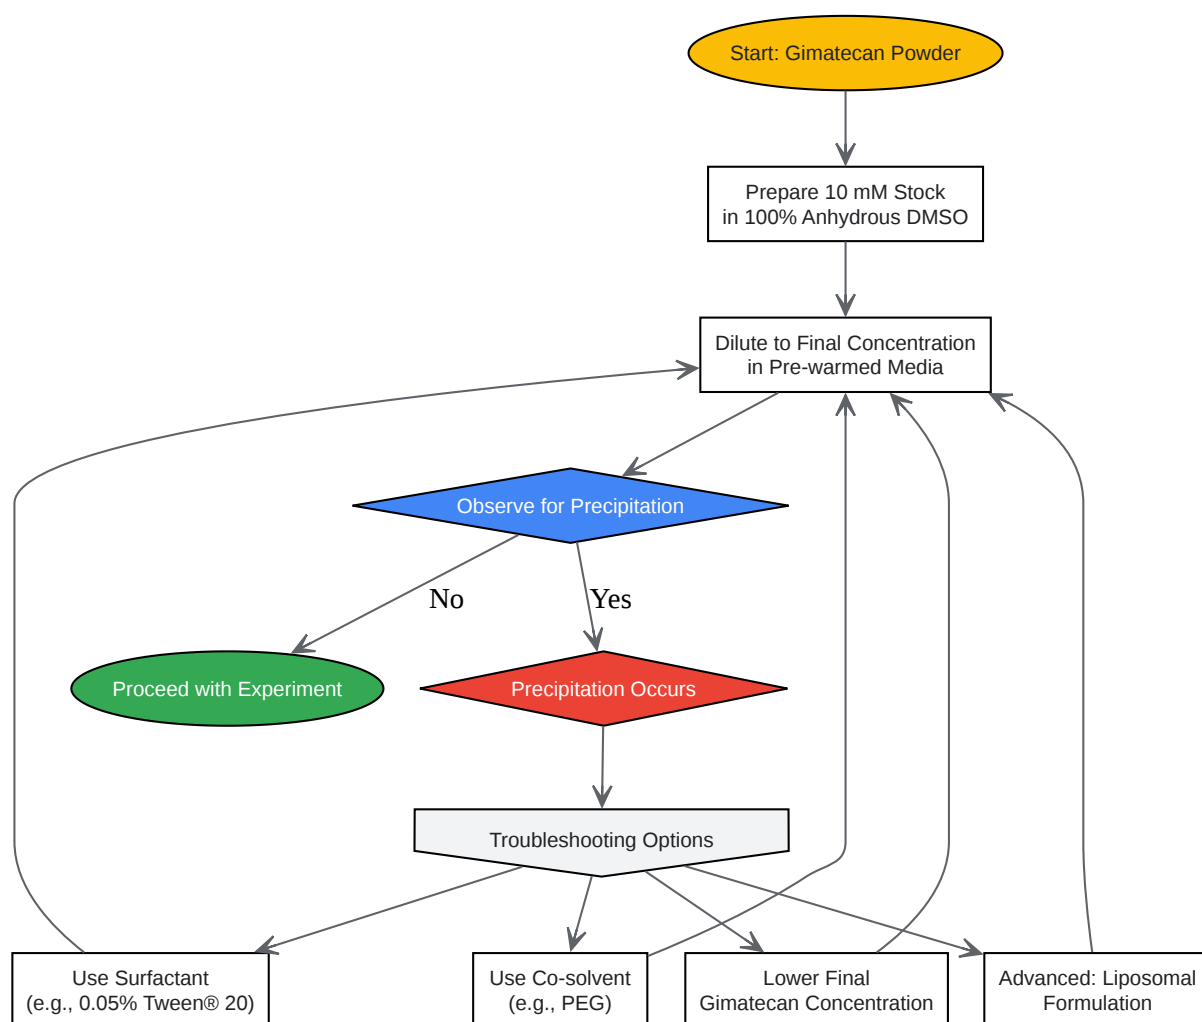 Start: Gimatecan Powder
Prepare 10 mM Stock
in 100% Anhydrous DMSO
Dilute to Final Concentration
in Pre-warmed Media
Observe for Precipitation
No
Yes
Proceed with Experiment
Precipitation Occurs
Troubleshooting Options
Use Surfactant
(e.g., 0.05% Tween® 20)
Use Co-solvent
(e.g., PEG)
Lower Final
Gimatecan Concentration
Advanced: Liposomal
Formulation